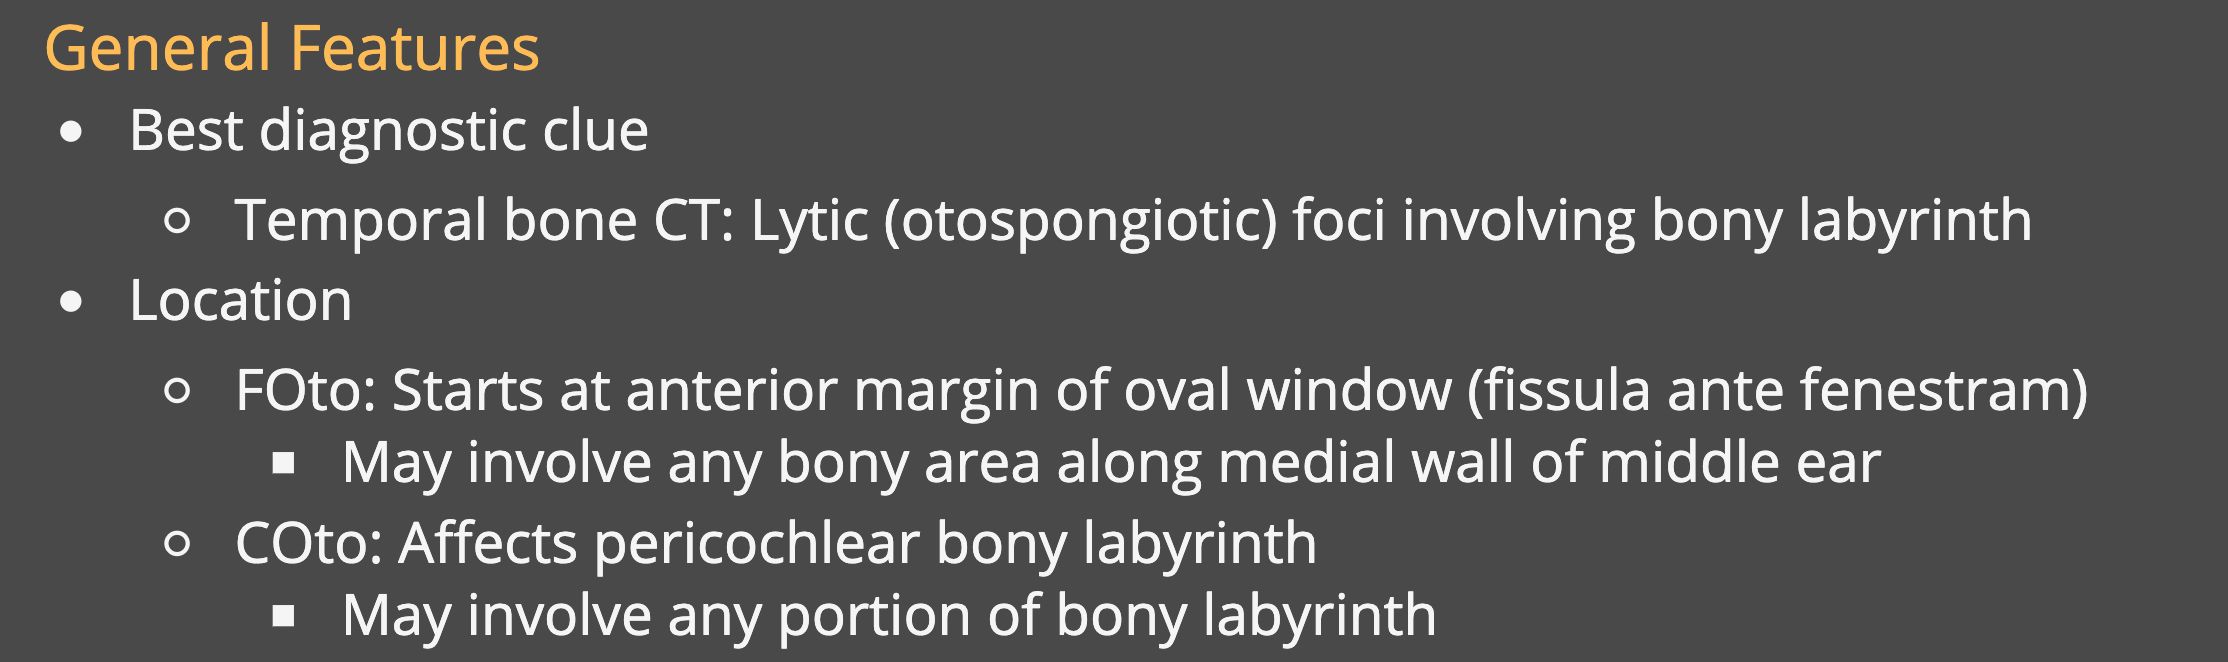 General Features
Best diagnostic clue
Temporal bone CT: Lytic (otospongiotic) foci involving bony labyrinth
Location
FOto: Starts at anterior margin of oval window (fissula ante fenestram)
May involve any bony area along medial wall of middle ear
COto: Affects pericochlear bony labyrinth
May involve any portion of bony labyrinth